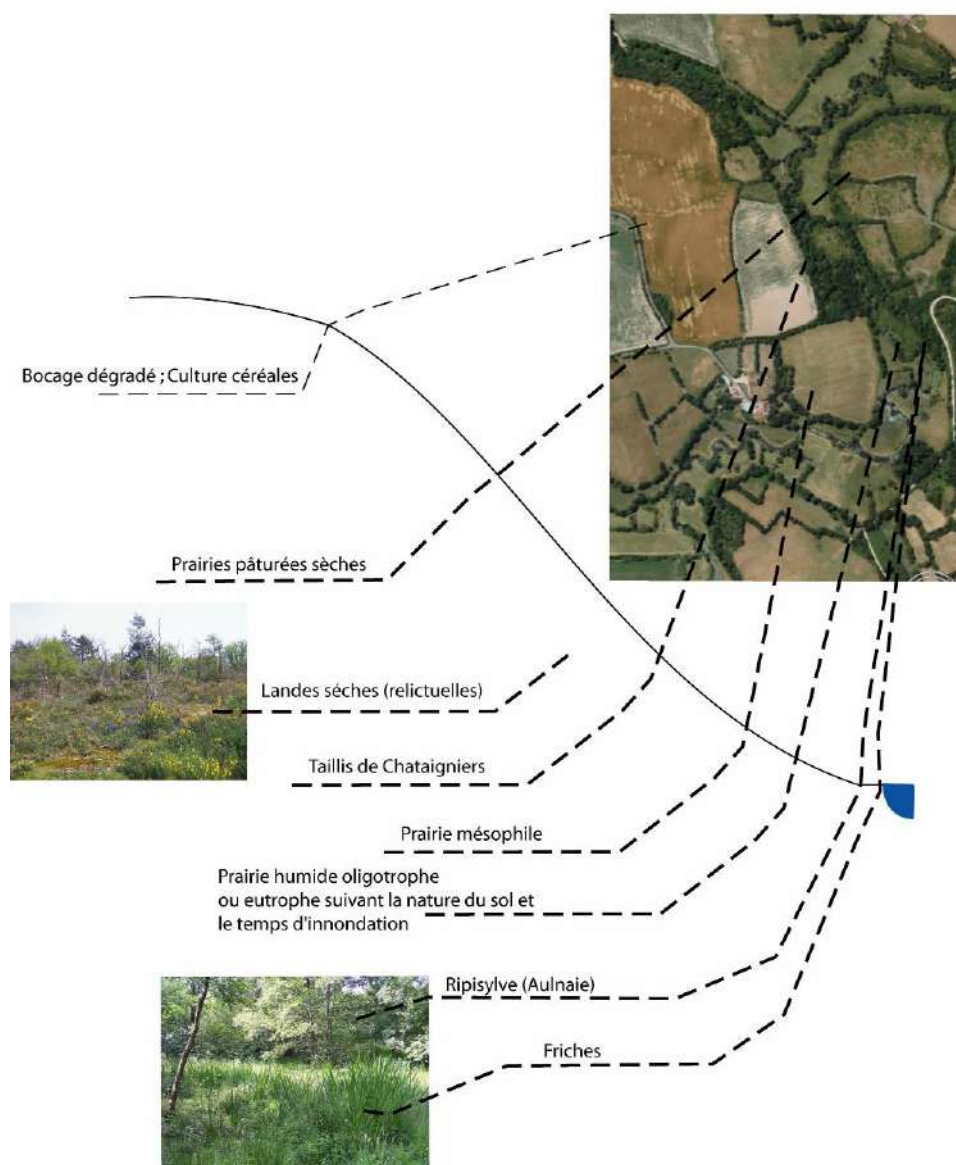 Bocage dégradé ; Culture céréales
Prairies pâturées sèches
Landes séches (relictuelles)
Taillis de Chataigniers
Prairie mésophile
Prairie humide oligotrophe
ou eutrophe suivant la nature du sol et
le temps d'innondation
Ripisylve (Aulnaie)
Friches